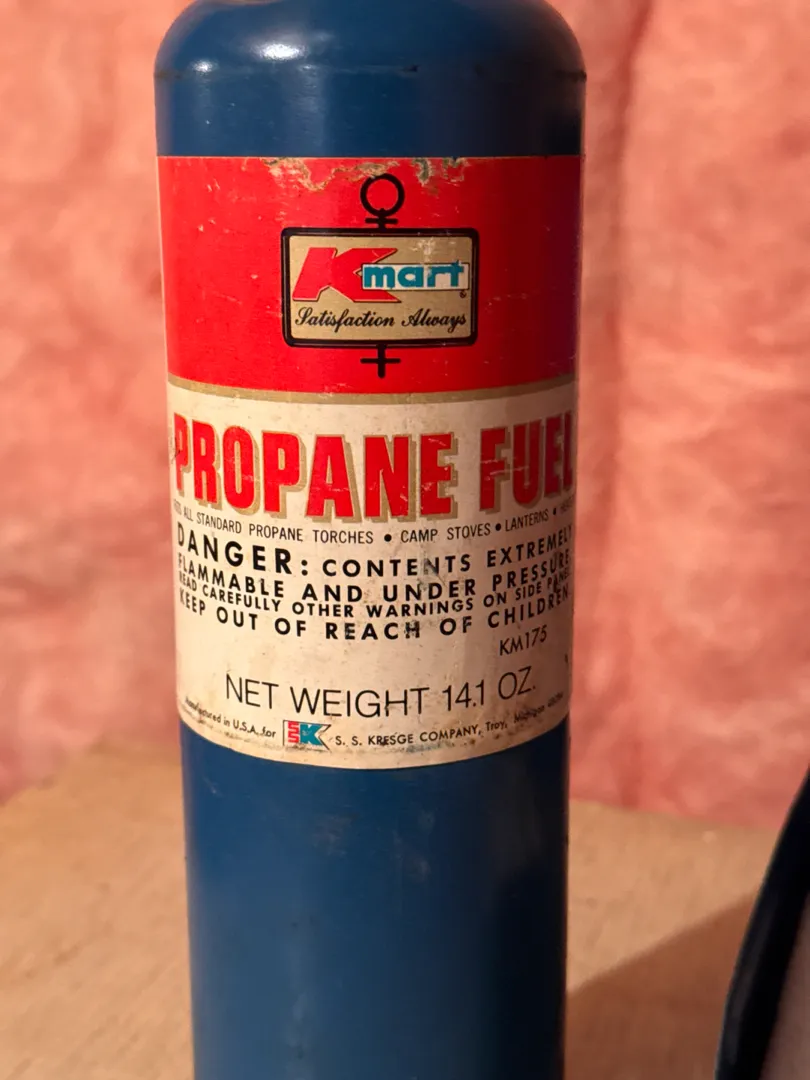 Kmart
Satisfaction Always
PROPANE FUEL
ALL STANDARD PROPANE TORCHES • CAMP STOVES • LANTERNS •
DANGER: CONTENTS EXTREMELY
FLAMMABLE AND UNDER PRESSURE
READ CAREFULLY OTHER WARNINGS ON SIDE PANEL
KEEP OUT OF REACH OF CHILDREN
KM175
NET WEIGHT 14.1 OZ.
Manufactured in U.S.A. for SSK S. S. KRESGE COMPANY, Troy, Michigan